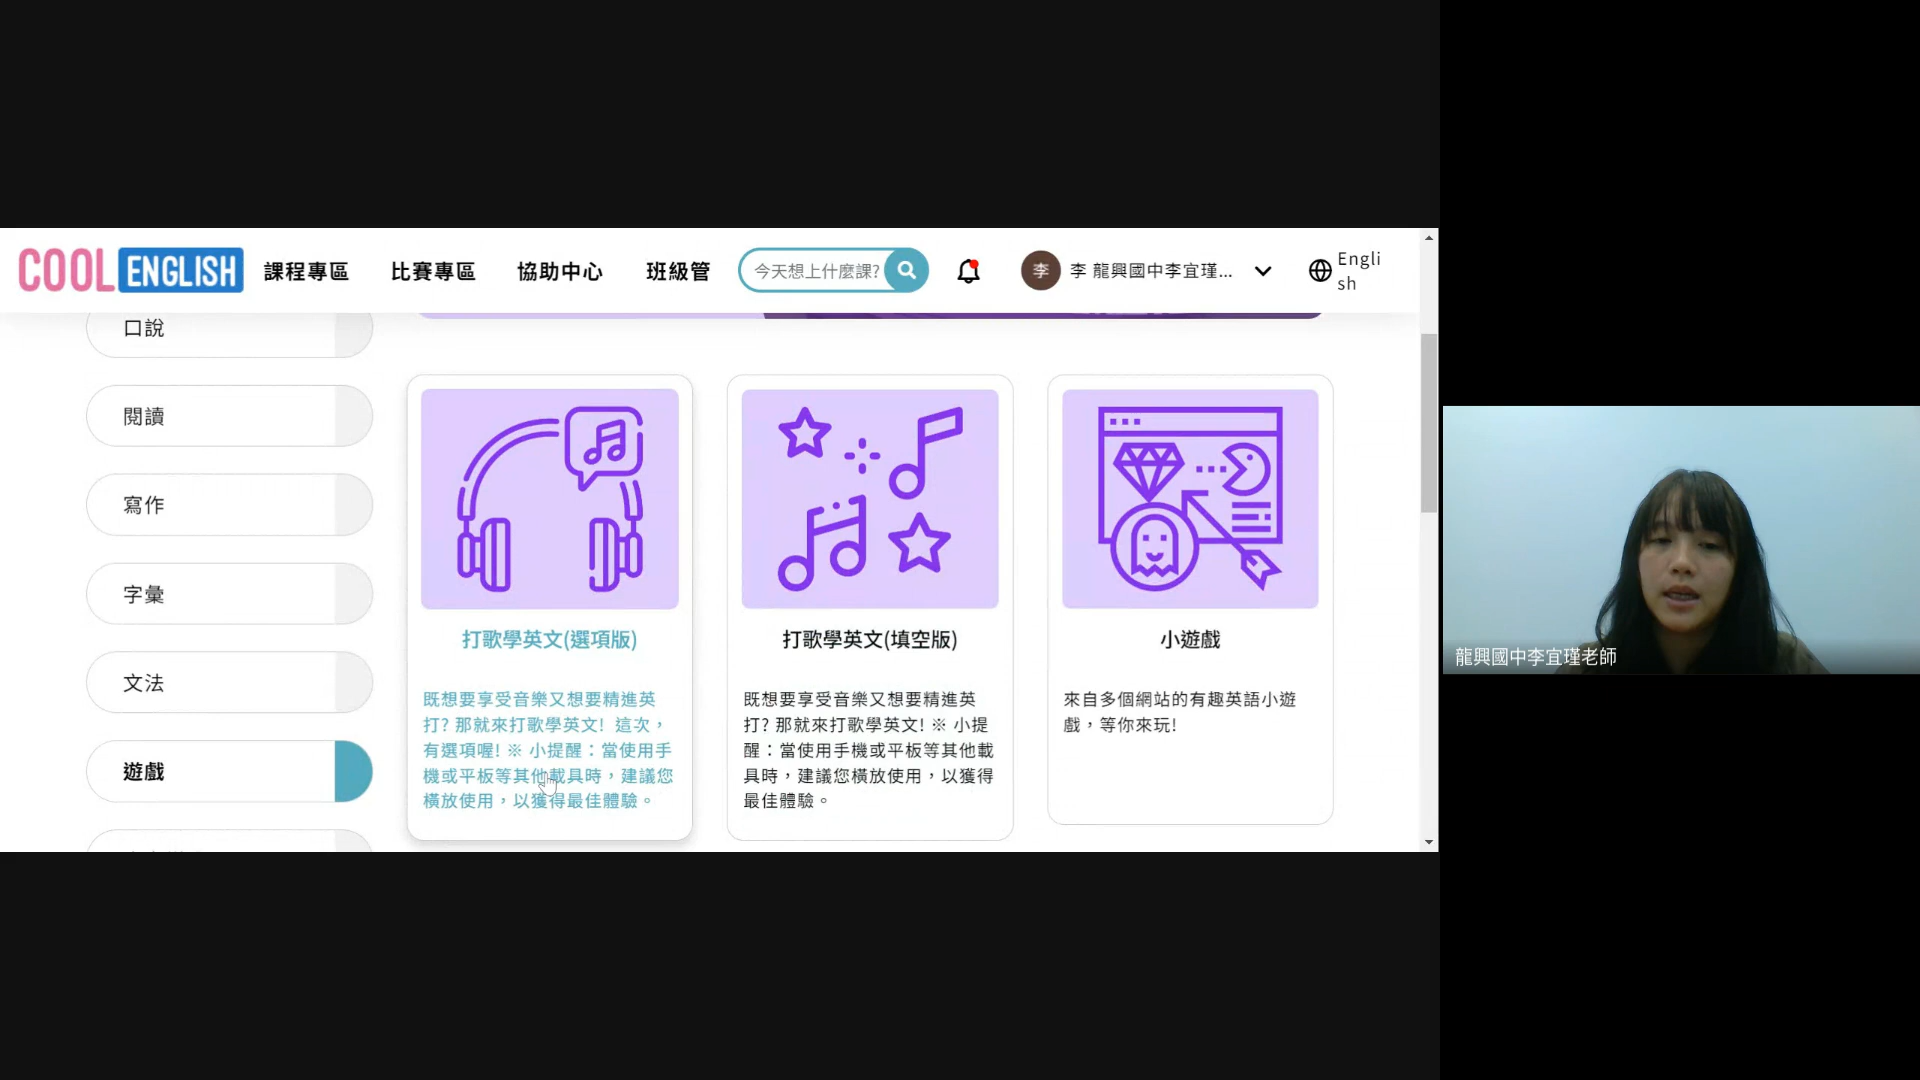 COOL ENGLISH
課程專區
比賽專區
協助中心
班級管
今天想上什麼課?
李
李 龍興國中李宜瑾...
Engli
sh
口說
閱讀
寫作
字彙
文法
遊戲
打歌學英文(選項版)
既想要享受音樂又想要精進英
打? 那就來打歌學英文! 這次，
有選項喔! ※ 小提醒：當使用手
機或平板等其他載具時，建議您
橫放使用，以獲得最佳體驗。
打歌學英文(填空版)
既想要享受音樂又想要精進英
打? 那就來打歌學英文! ※ 小提
醒：當使用手機或平板等其他載
具時，建議您橫放使用，以獲得
最佳體驗。
小遊戲
來自多個網站的有趣英語小遊
戲，等你來玩!
龍興國中李宜瑾老師